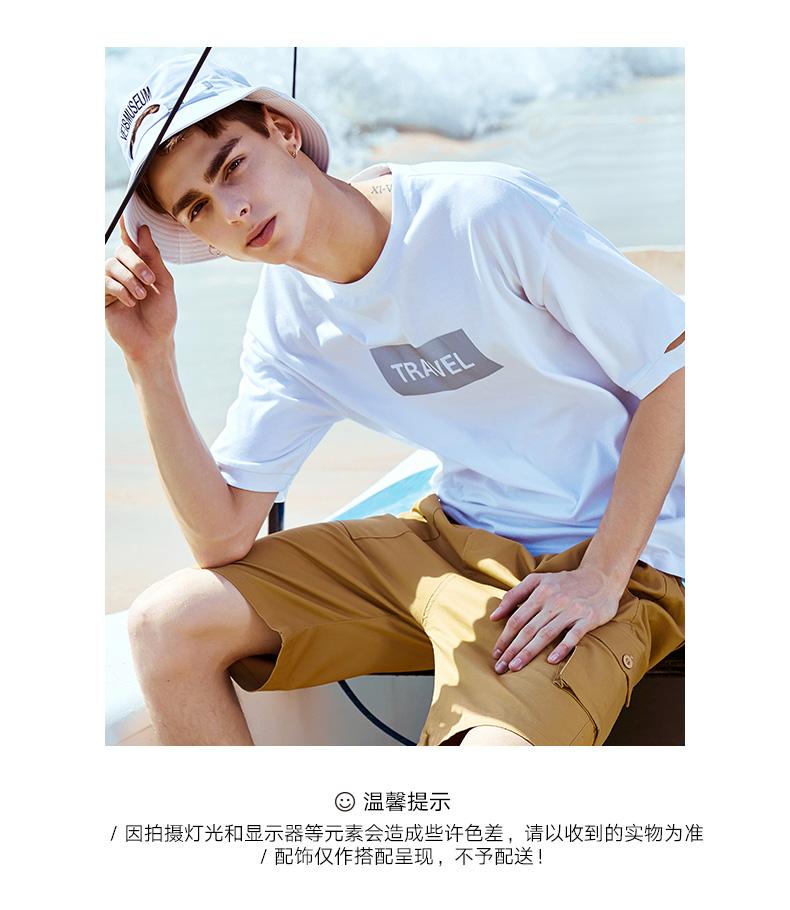 VEISMUSEUM
XI-V
TRAVEL
温馨提示
/ 因拍摄灯光和显示器等元素会造成些许色差，请以收到的实物为准
/ 配饰仅作搭配呈现，不予配送！